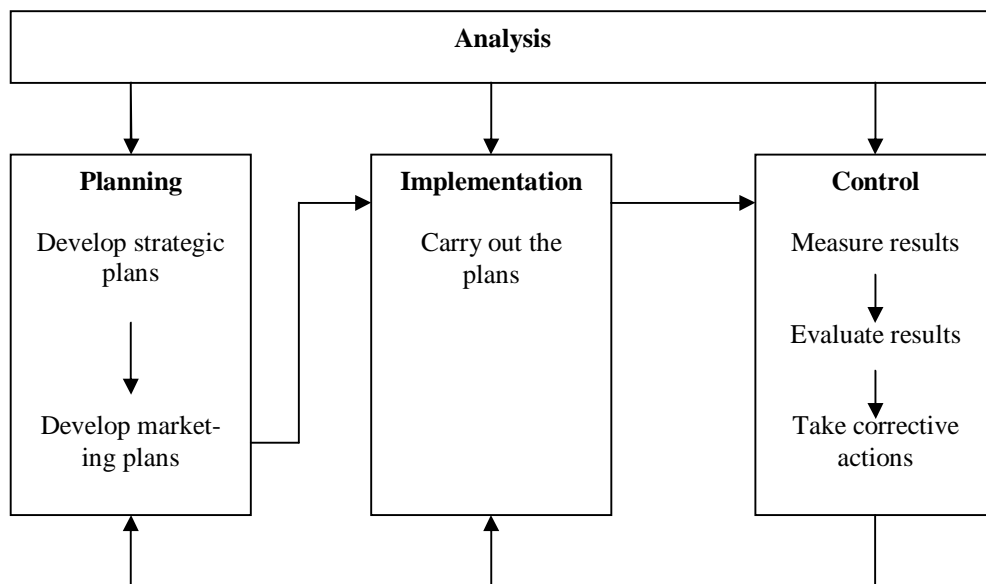 Analysis
Planning
Develop strategic
plans
Develop market-
ing plans
Implementation
Carry out the
plans
Control
Measure results
Evaluate results
Take corrective
actions